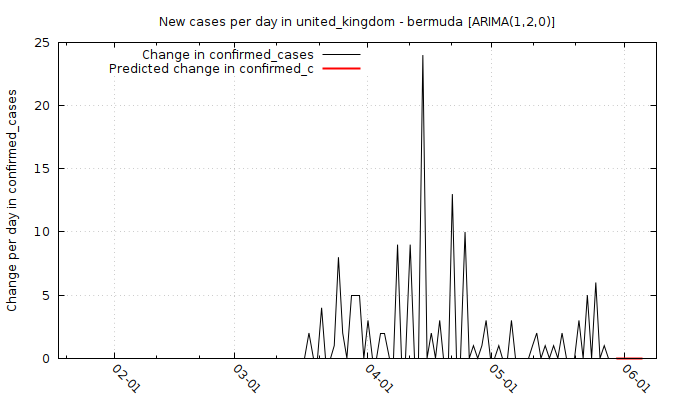 New cases per day in united_kingdom - bermuda [ARIMA(1,2,0)]
Change in confirmed_cases
Predicted change in confirmed_c
Change per day in confirmed_cases
25
20
15
10
5
0
02-01
03-01
04-01
05-01
06-01